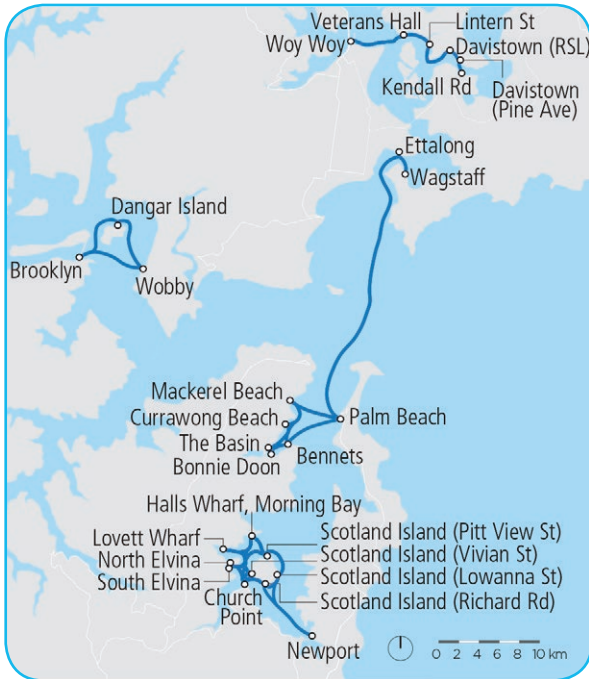 Veterans Hall
Lintern St
Woy Woy
Davistown (RSL)
Kendall Rd
Davistown
(Pine Ave)
Ettalong
Wagstaff
Dangar Island
Brooklyn
Wobby
Mackerel Beach
Currawong Beach
Palm Beach
The Basin
Bonnie Doon
Bennets
Halls Wharf, Morning Bay
Lovett Wharf
North Elvina
South Elvina
Church
Point
Scotland Island (Pitt View St)
Scotland Island (Vivian St)
Scotland Island (Lowanna St)
Scotland Island (Richard Rd)
Newport
0 2 4 6 8 10 km